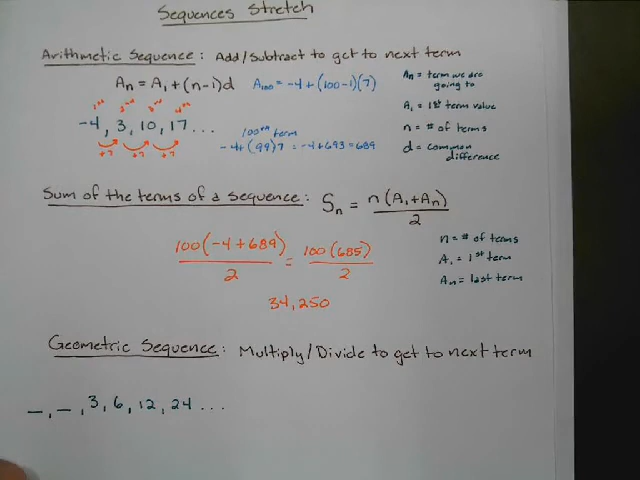 Sequences Stretch
Arithmetic Sequence: Add/Subtract to get to next term
An = A1 + (n-1)d
A100 = -4 + (100-1)(7)
An = term we are going to
A1 = 1st term value
n = # of terms
d = common difference
1st 2nd 3rd 4th
-4, 3, 10, 17 ...
+7 +7 +7
100th term
-4+(99)7 = -4+693 = 689
Sum of the terms of a sequence: Sn = n(A1+An)/2
n = # of terms
A1 = 1st term
An = last term
100(-4+689)/2 = 100(685)/2
34,250
Geometric Sequence: Multiply/Divide to get to next term
_, _, 3, 6, 12, 24 ...